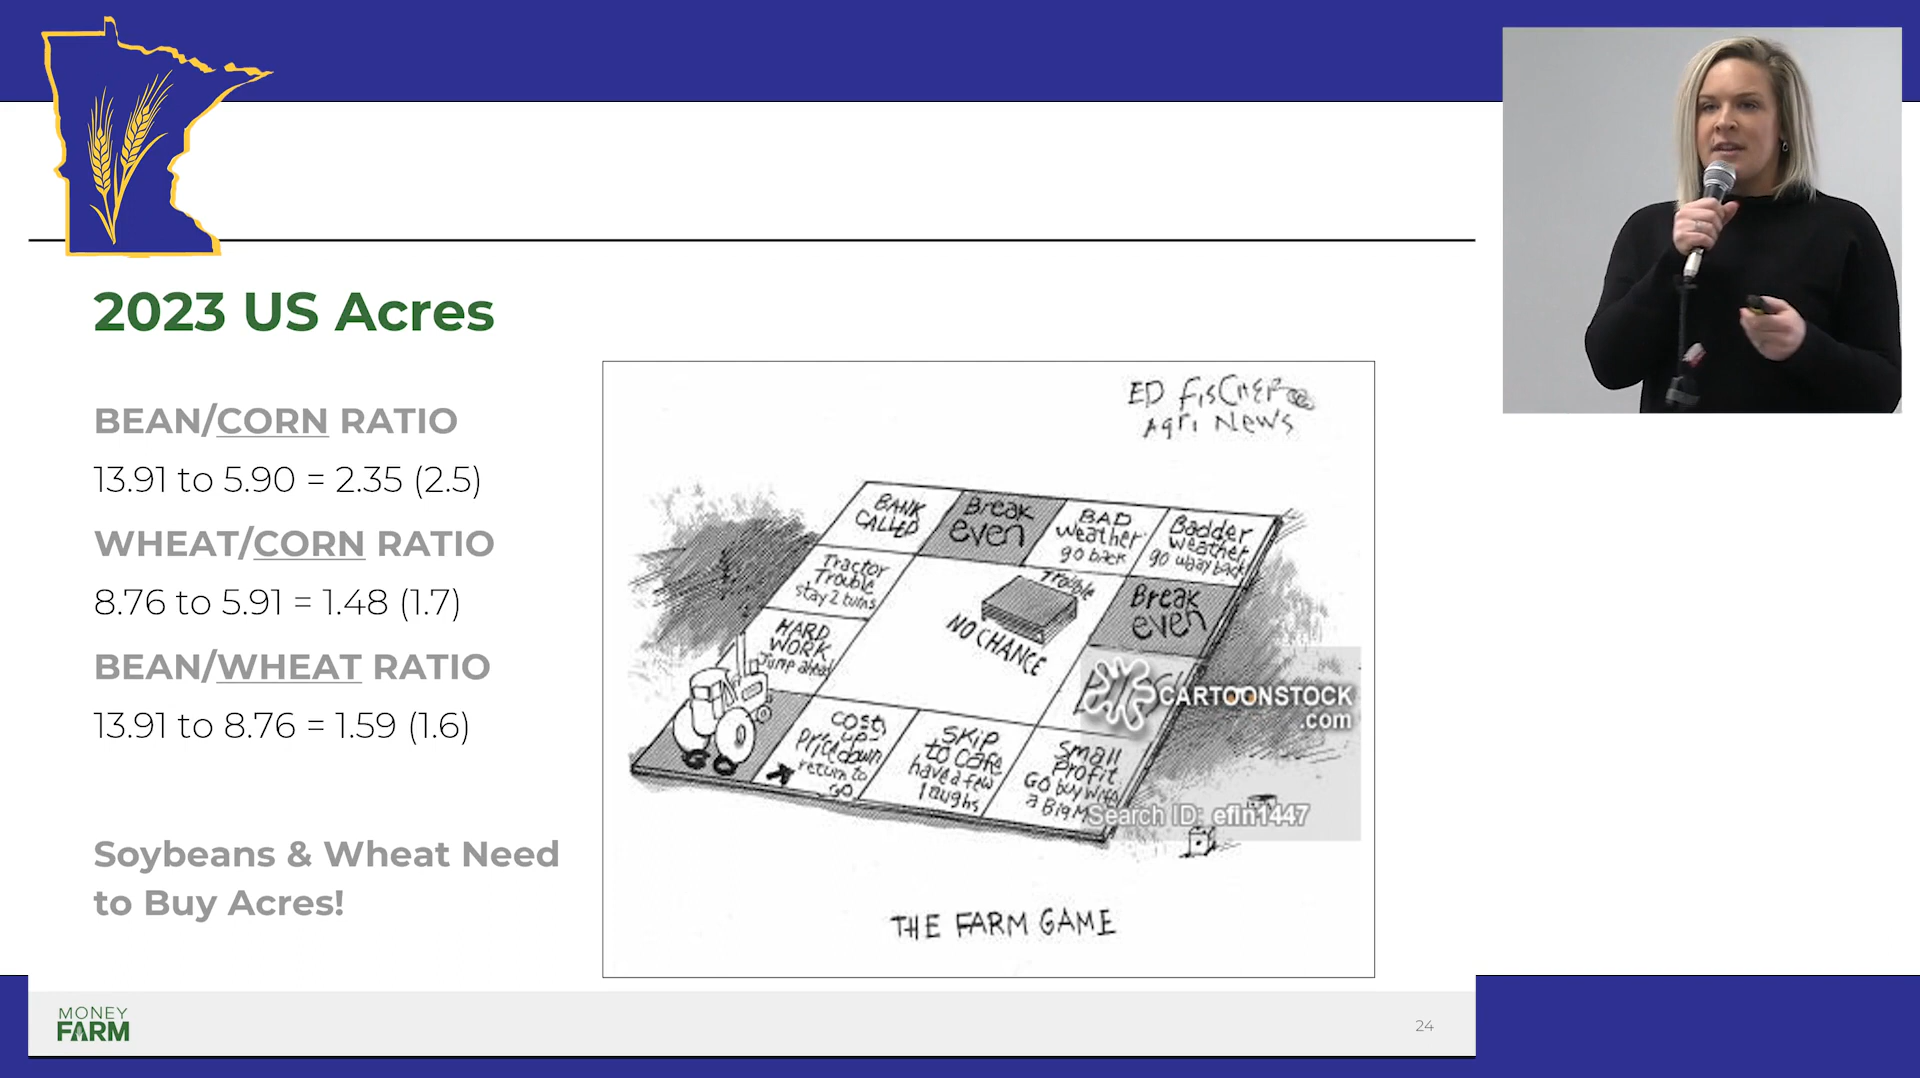 2023 US Acres
BEAN/CORN RATIO
13.91 to 5.90 = 2.35 (2.5)
WHEAT/CORN RATIO
8.76 to 5.91 = 1.48 (1.7)
BEAN/WHEAT RATIO
13.91 to 8.76 = 1.59 (1.6)
Soybeans & Wheat Need
to Buy Acres!
ED FISCHER
Agri News
BANK
CALLED
Break
even
BAD
weather
go back
Badder
weather
go way back
Tractor
Trouble
stay 2 turns
Trouble
NO CHANCE
Break
even
HARD
WORK
Jump ahead
CARTOONSTOCK
.com
Costs
up-
Price down
return to
GO
SKIP
to Cafe
have a few
laughs
Small
Profit
GO buy wife
a Big M
Search ID: efin1447
THE FARM GAME
MONEY
FARM
24